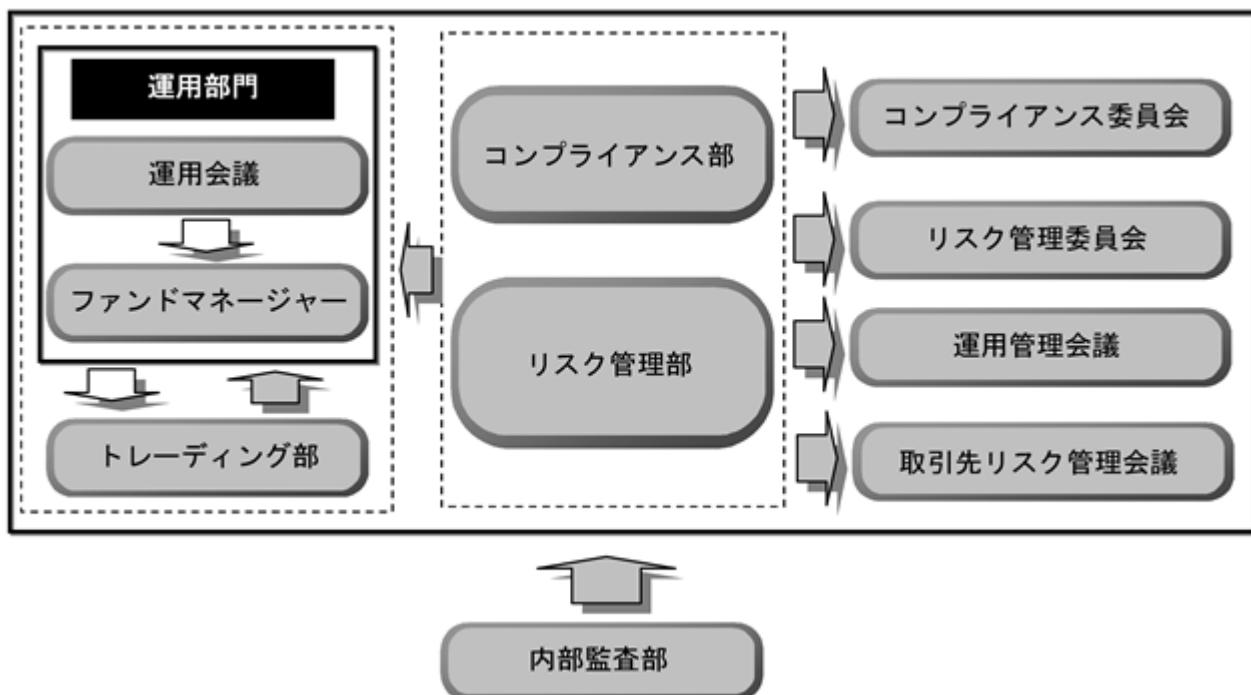 運用部門
運用会議
ファンドマネージャー
トレーディング部
コンプライアンス部
リスク管理部
コンプライアンス委員会
リスク管理委員会
運用管理会議
取引先リスク管理会議
内部監査部